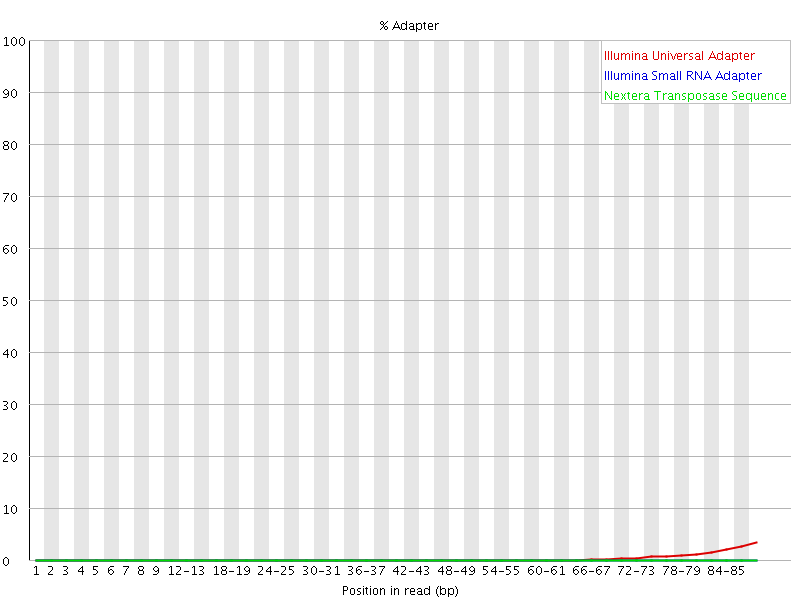 % Adapter
100
90
80
70
60
50
40
30
20
10
0
Illumina Universal Adapter
Illumina Small RNA Adapter
Nextera Transposase Sequence
1 2 3 4 5 6 7 8 9 12-13 18-19 24-25 30-31 36-37 42-43 48-49 54-55 60-61 66-67 72-73 78-79 84-85
Position in read (bp)